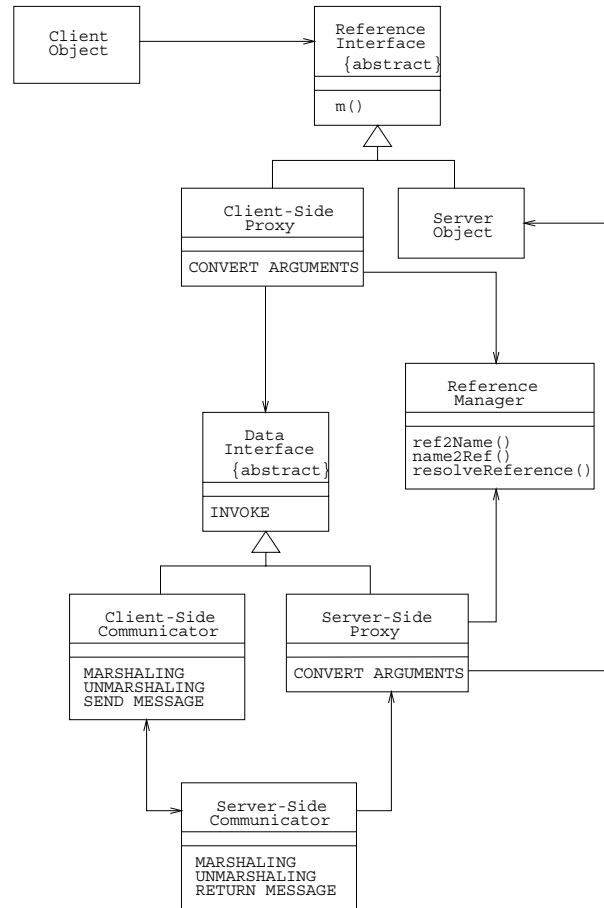 Client
Object
Reference
Interface
{abstract}
m()
Client-Side
Proxy
CONVERT ARGUMENTS
Server
Object
Reference
Manager
ref2Name()
name2Ref()
resolveReference()
Data
Interface
{abstract}
INVOKE
Client-Side
Communicator
MARSHALING
UNMARSHALING
SEND MESSAGE
Server-Side
Proxy
CONVERT ARGUMENTS
Server-Side
Communicator
MARSHALING
UNMARSHALING
RETURN MESSAGE